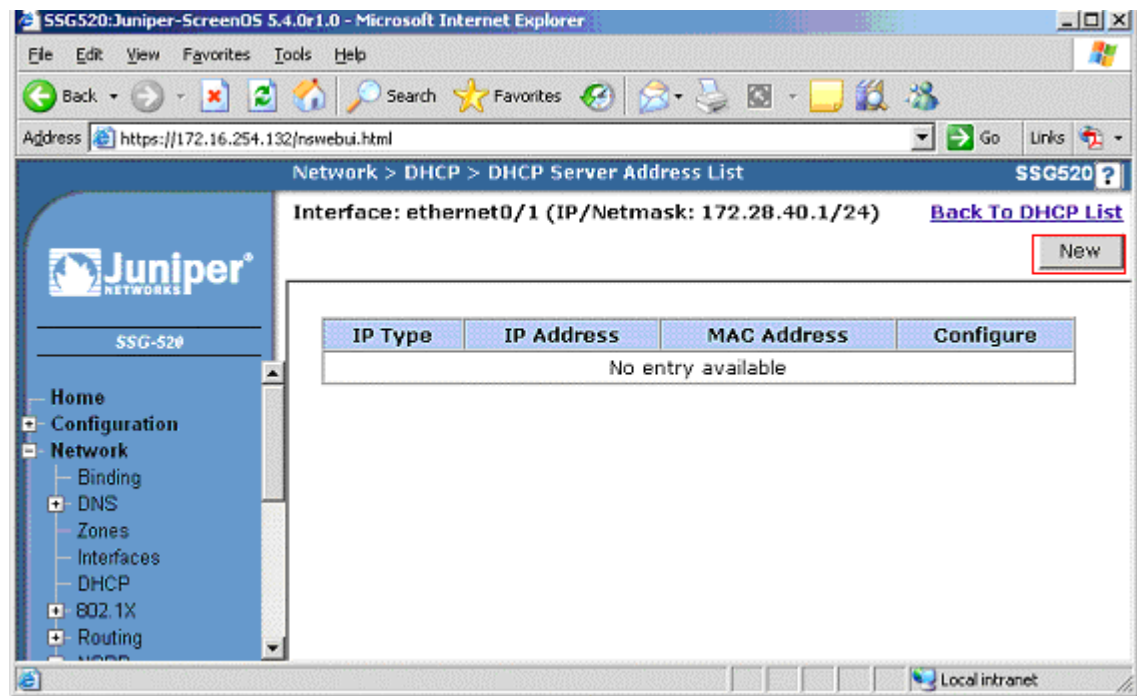 SSG520:Juniper-ScreenOS 5.4.0r1.0 - Microsoft Internet Explorer
File Edit View Favorites Tools Help
Back Search Favorites
Address https://172.16.254.132/nswebui.html Go Links
Network > DHCP > DHCP Server Address List SSG520 ?
Interface: ethernet0/1 (IP/Netmask: 172.28.40.1/24) Back To DHCP List
New
Juniper®
NETWORKS
SSG-520
IP Type IP Address MAC Address Configure
No entry available
Home
Configuration
Network
Binding
DNS
Zones
Interfaces
DHCP
802.1X
Routing
Local intranet